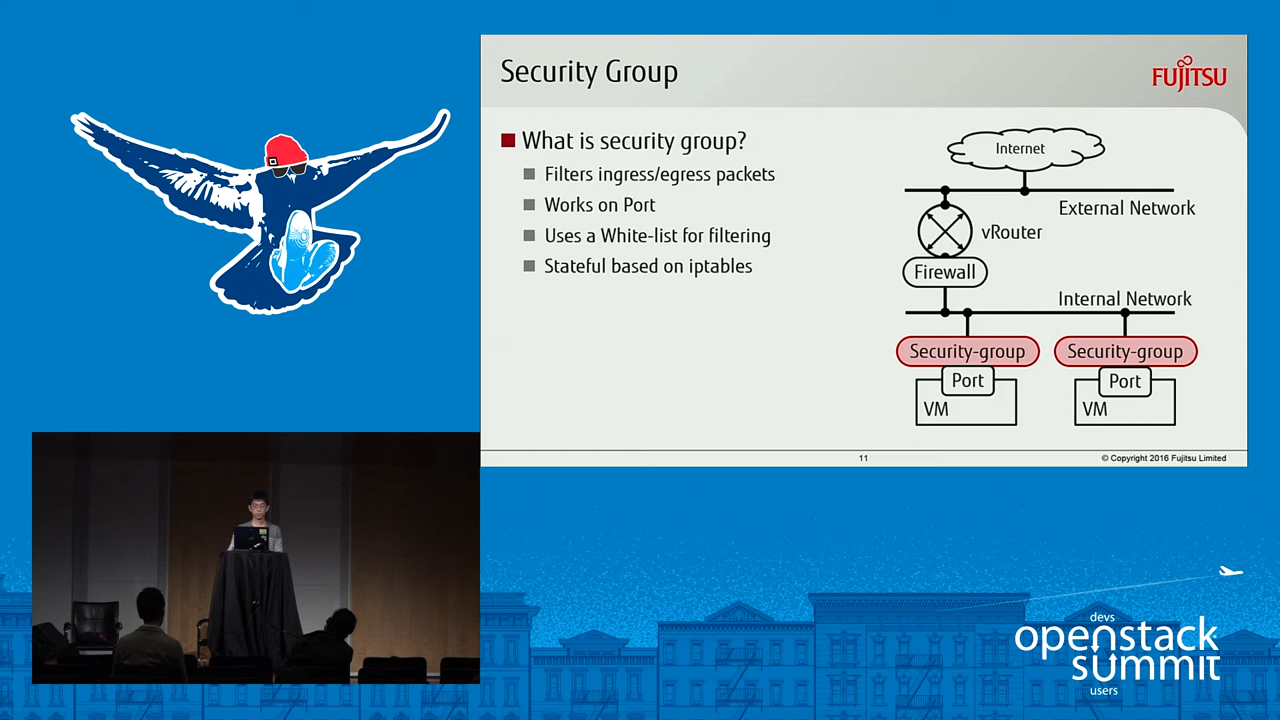 Security Group
FUJITSU
What is security group?
Filters ingress/egress packets
Works on Port
Uses a White-list for filtering
Stateful based on iptables
Internet
External Network
vRouter
Firewall
Internal Network
Security-group
Security-group
Port
Port
VM
VM
11
© Copyright 2016 Fujitsu Limited
devs
openstack
summit
users